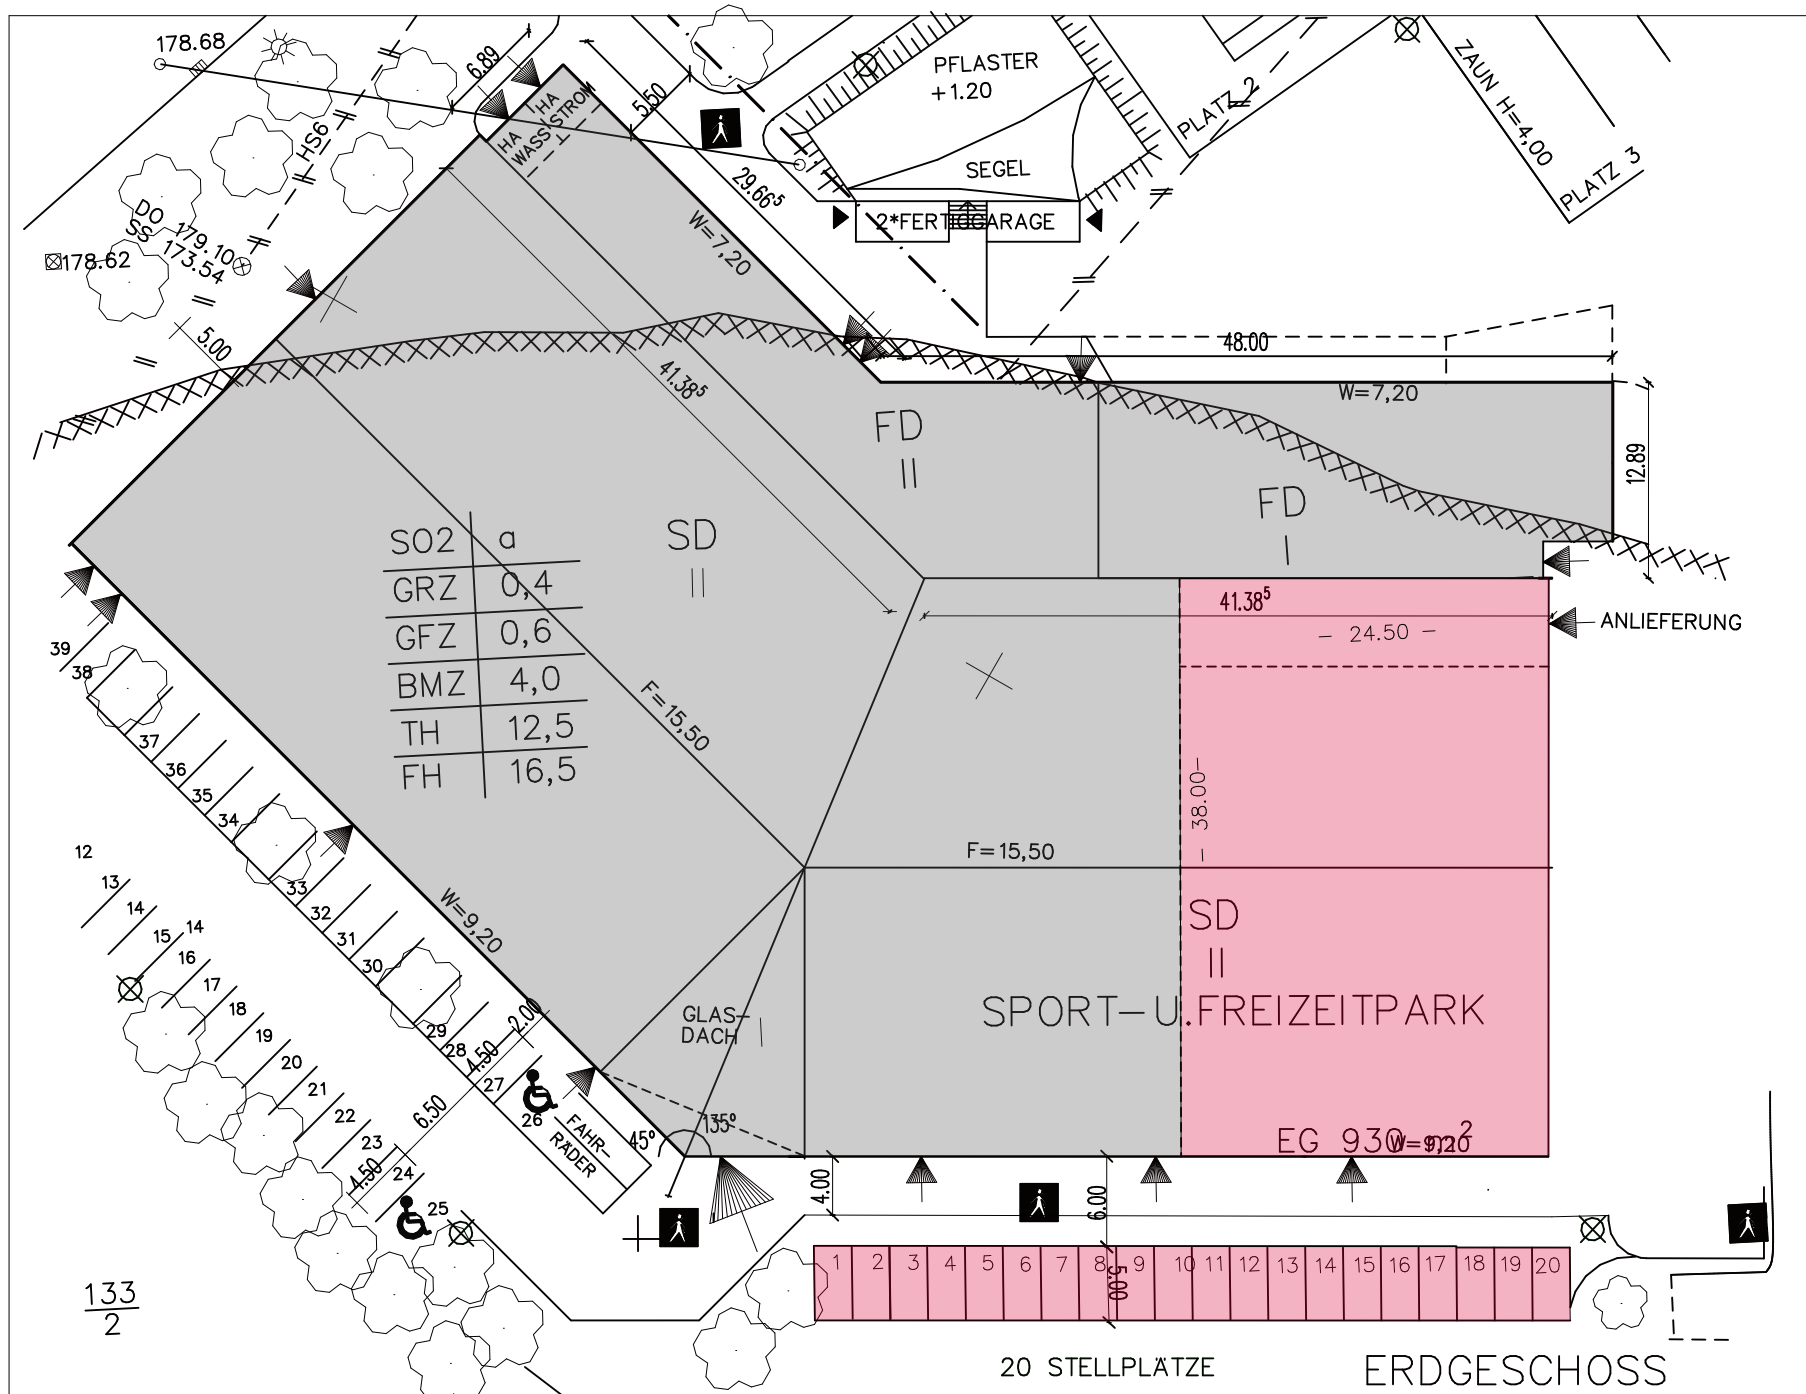 178.68
6.89
HA
WASS
HA
STROM
5,50
PFLASTER
+1.20
SEGEL
2*FERTIGGARAGE
PLATZ 2
ZAUN H=4,00
PLATZ 3
HS6
DO 179.10
SS 173.54
178.62
5.00
29.66⁵
W=7,20
41.38⁵
48.00
W=7,20
12.89
FD
II
FD
I
SD
II
SO2 a
GRZ 0,4
GFZ 0,6
BMZ 4,0
TH 12,5
FH 16,5
41.38⁵
- 24.50 -
ANLIEFERUNG
F=15,50
- 38.00-
F=15,50
SD
II
SPORT-U.FREIZEITPARK
EG 930 m²
W=9,20
W=9,20
GLAS-
DACH
I
45°
135°
39
38
37
36
35
34
33
32
31
30
29
28
27
26
2.00
4.50
6.50
4.50
FAHR-
RÄDER
12
13
14
15
14
16
17
18
19
20
21
22
23
24
25
4.00
6.00
5.00
1 2 3 4 5 6 7 8 9 10 11 12 13 14 15 16 17 18 19 20
133
2
20 STELLPLÄTZE
ERDGESCHOSS